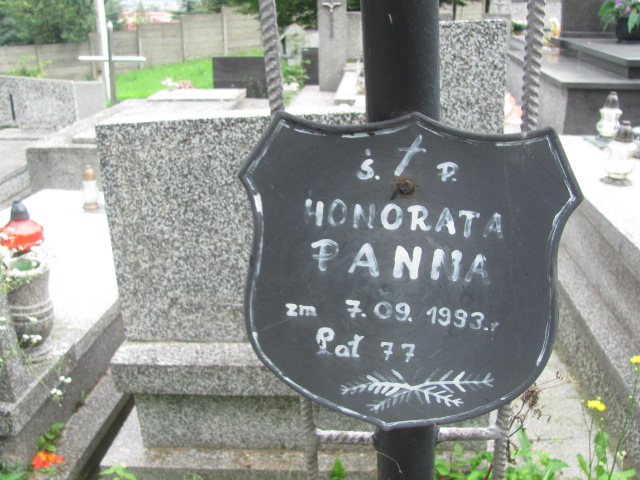 Ś. † P.
HONORATA
PANNA
zm 7.09.1993.r
Lat 77